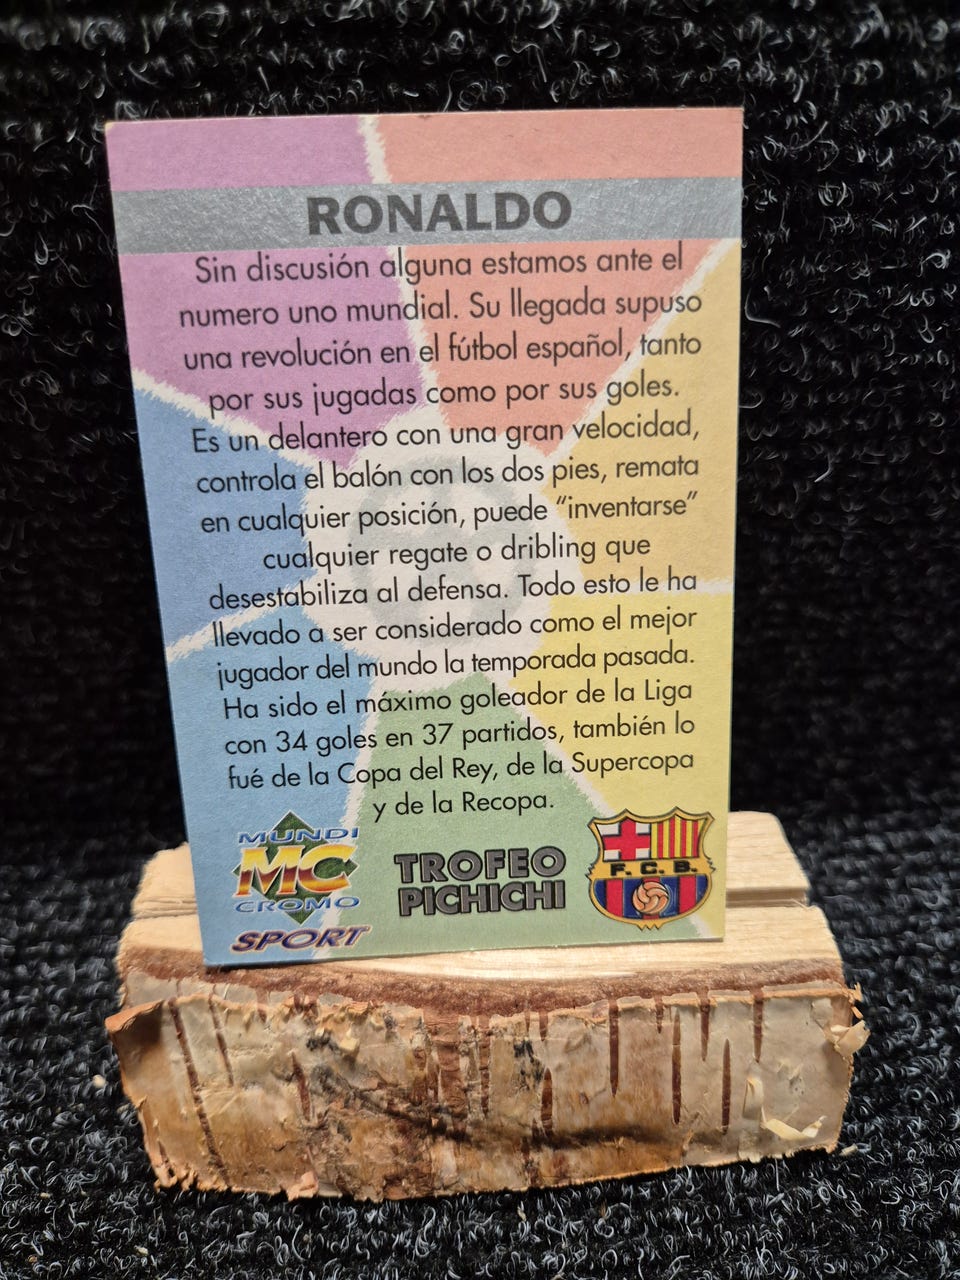 RONALDO
Sin discusión alguna estamos ante el
numero uno mundial. Su llegada supuso
una revolución en el fútbol español, tanto
por sus jugadas como por sus goles.
Es un delantero con una gran velocidad,
controla el balón con los dos pies, remata
en cualquier posición, puede “inventarse”
cualquier regate o dribling que
desestabiliza al defensa. Todo esto le ha
llevado a ser considerado como el mejor
jugador del mundo la temporada pasada.
Ha sido el máximo goleador de la Liga
con 34 goles en 37 partidos, también lo
fué de la Copa del Rey, de la Supercopa
y de la Recopa.
MUNDI
MC
CROMO
SPORT
TROFEO
PICHICHI
F.C.B.